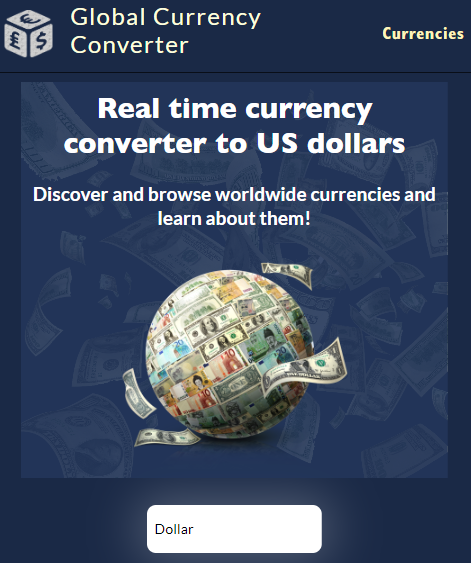 Global Currency
Converter
Currencies
Real time currency
converter to US dollars
Discover and browse worldwide currencies and
learn about them!
Dollar